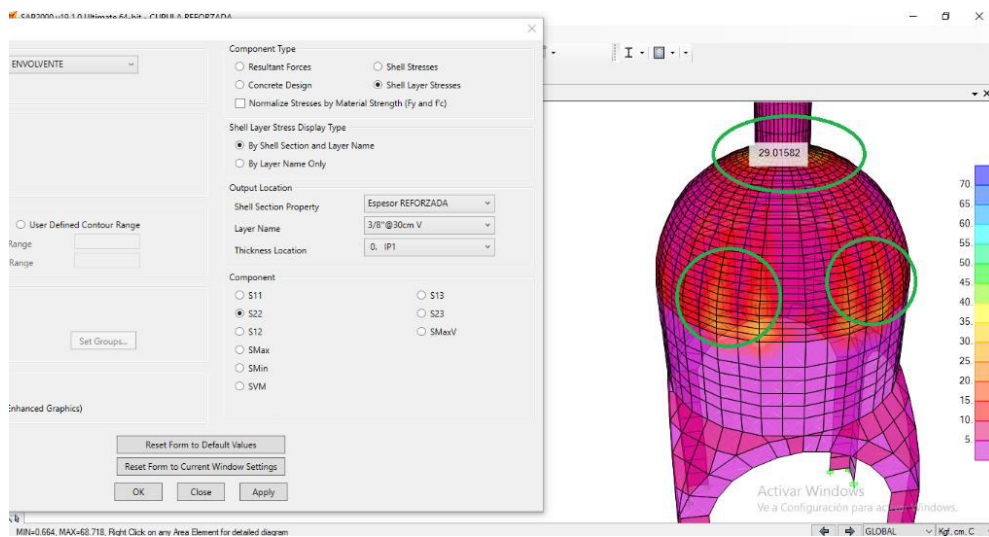 SAP2000 v19.1.0 Ultimate 64-bit - CUPULA REFORZADA
ENVOLVENTE
Component Type
Resultant Forces
Shell Stresses
Concrete Design
Shell Layer Stresses
Normalize Stresses by Material Strength (Fy and f'c)
Shell Layer Stress Display Type
By Shell Section and Layer Name
By Layer Name Only
Output Location
Shell Section Property
Espesor REFORZADA
Layer Name
3/8"@30cm V
Thickness Location
0. IP1
User Defined Contour Range
Range
Range
Component
S11
S13
S22
S23
S12
SMaxV
SMax
SMin
SVM
Set Groups...
Enhanced Graphics)
Reset Form to Default Values
Reset Form to Current Window Settings
OK
Close
Apply
29.01582
70.
65.
60.
55.
50.
45.
40.
35.
30.
25.
20.
15.
10.
5.
Activar Windows
Ve a Configuración para activar Windows.
MIN=0.664, MAX=68.718, Right Click on any Area Element for detailed diagram
GLOBAL
Kgf, cm, C